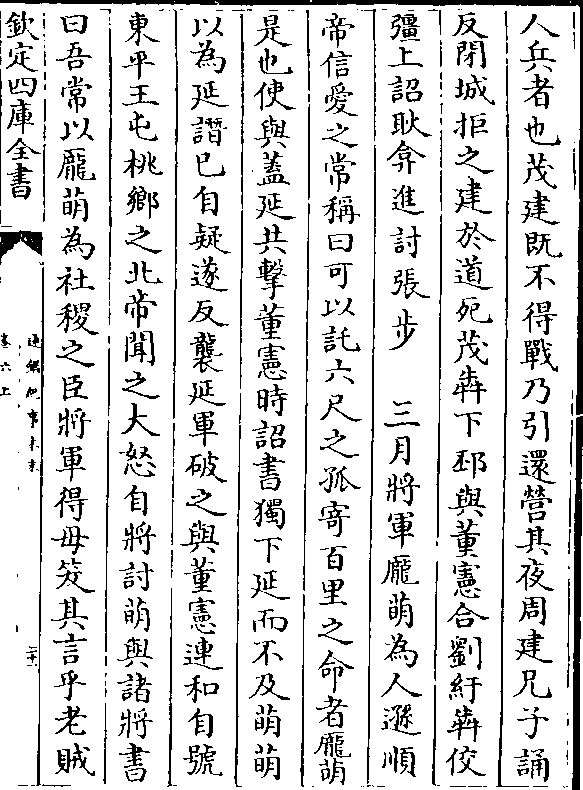 人兵者也茂建既不得戰乃引還營其夜周建兄子誦
反閉城拒之建於道死茂犇下邳與董憲合劉紆犇佼
彊上詔耿弇進討張步　三月將軍龐萌為人遜順
帝信愛之常稱曰可以託六尺之孤寄百里之命者龐萌
是也使與蓋延共擊董憲時詔書獨下延而不及萌萌
以為延譖已自疑遂反襲延軍破之與董憲連和自號
東平王屯桃鄉之北帝聞之大怒自將討萌與諸將書
曰吾常以龐萌為社稷之臣將軍得毋笑其言乎老賊
欽定四庫全書
通鑑紀事本末
卷六上